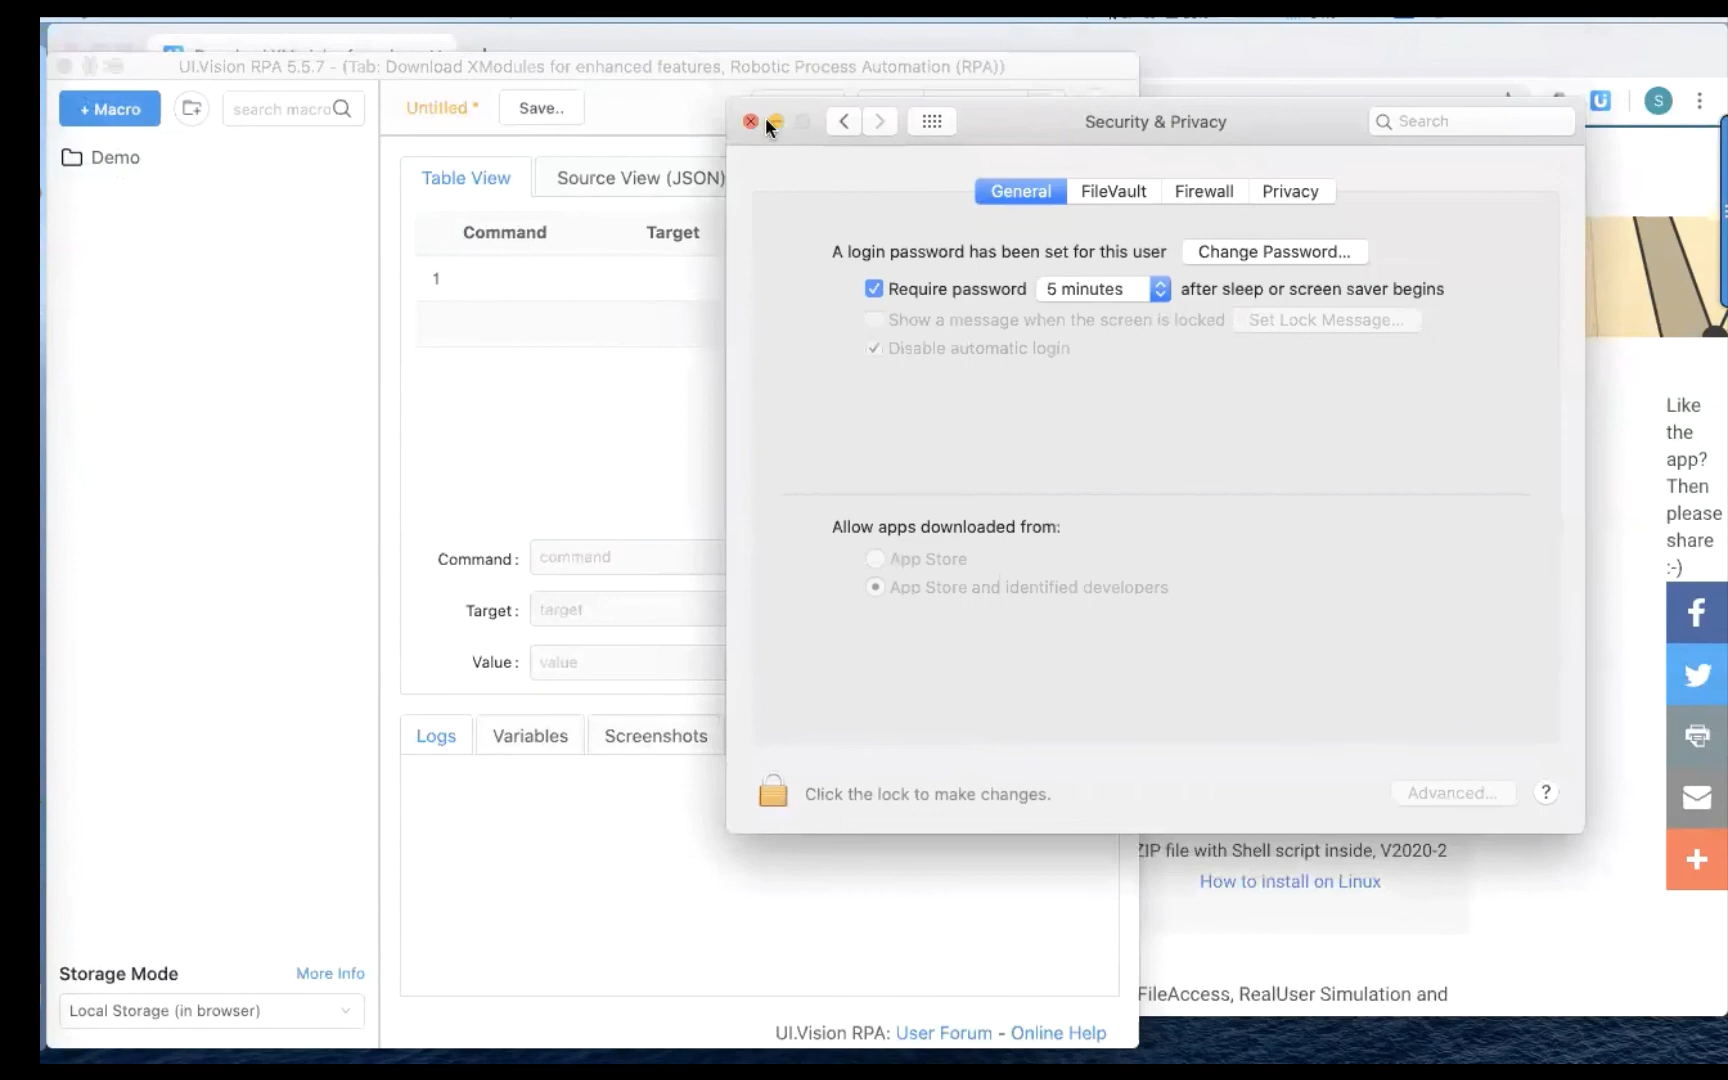 UI.Vision RPA 5.5.7 - (Tab: Download XModules for enhanced features, Robotic Process Automation (RPA))
+ Macro
search macro
Untitled *
Save..
Demo
Table View
Source View (JSON)
Command
Target
1
Command :
command
Target :
target
Value :
value
Logs
Variables
Screenshots
Storage Mode
More Info
Local Storage (in browser)
UI.Vision RPA: User Forum - Online Help
Security & Privacy
Search
General
FileVault
Firewall
Privacy
A login password has been set for this user
Change Password...
Require password
5 minutes
after sleep or screen saver begins
Show a message when the screen is locked
Set Lock Message...
Disable automatic login
Allow apps downloaded from:
App Store
App Store and identified developers
Click the lock to make changes.
Advanced...
?
S
Like
the
app?
Then
please
share
:-)
ZIP file with Shell script inside, V2020-2
How to install on Linux
FileAccess, RealUser Simulation and